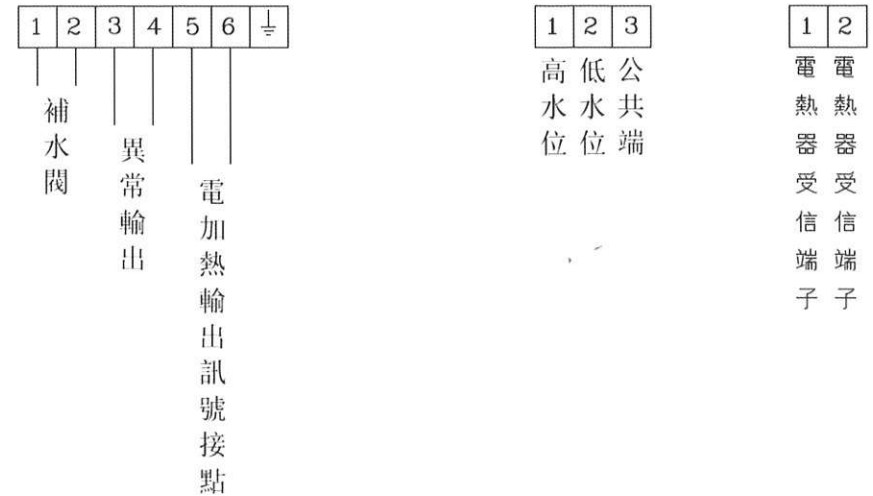 1 2 3 4 5 6 ⏚
補水閥
異常輸出
電加熱輸出訊號接點
1 2 3
高水位
低水位
公共端
1 2
電熱器受信端子
電熱器受信端子